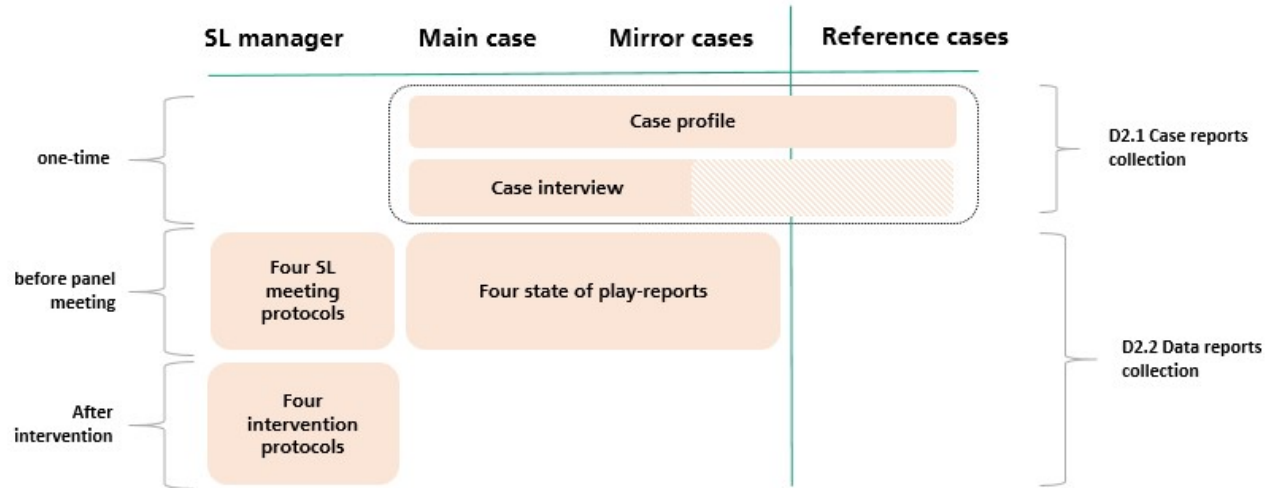 SL manager
Main case
Mirror cases
Reference cases
one-time
Case profile
Case interview
D2.1 Case reports
collection
before panel
meeting
Four SL
meeting
protocols
Four state of play-reports
After
intervention
Four
intervention
protocols
D2.2 Data reports
collection